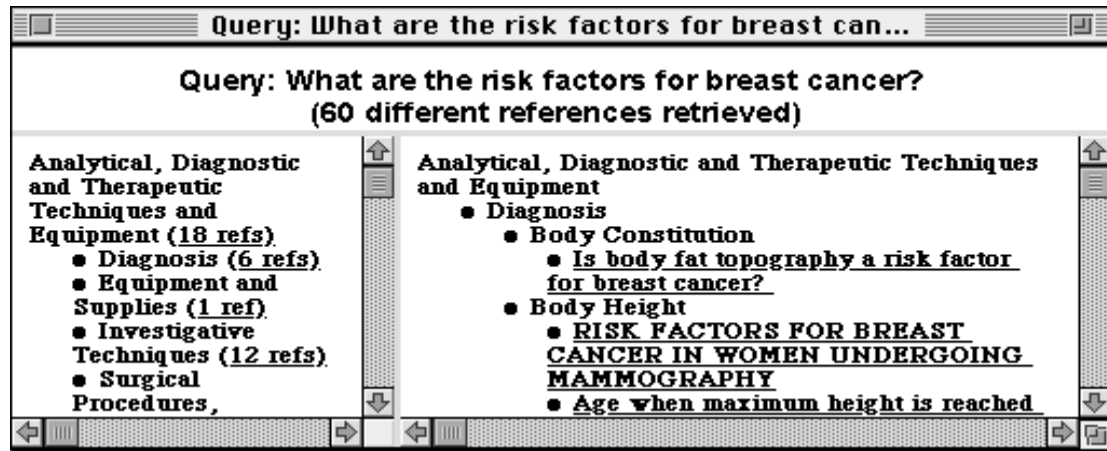 Query: What are the risk factors for breast can...
Query: What are the risk factors for breast cancer?
(60 different references retrieved)
Analytical, Diagnostic
and Therapeutic
Techniques and
Equipment (18 refs)
● Diagnosis (6 refs)
● Equipment and
Supplies (1 ref)
● Investigative
Techniques (12 refs)
● Surgical
Procedures,
Analytical, Diagnostic and Therapeutic Techniques
and Equipment
● Diagnosis
● Body Constitution
● Is body fat topography a risk factor
for breast cancer?
● Body Height
● RISK FACTORS FOR BREAST
CANCER IN WOMEN UNDERGOING
MAMMOGRAPHY
● Age when maximum height is reached